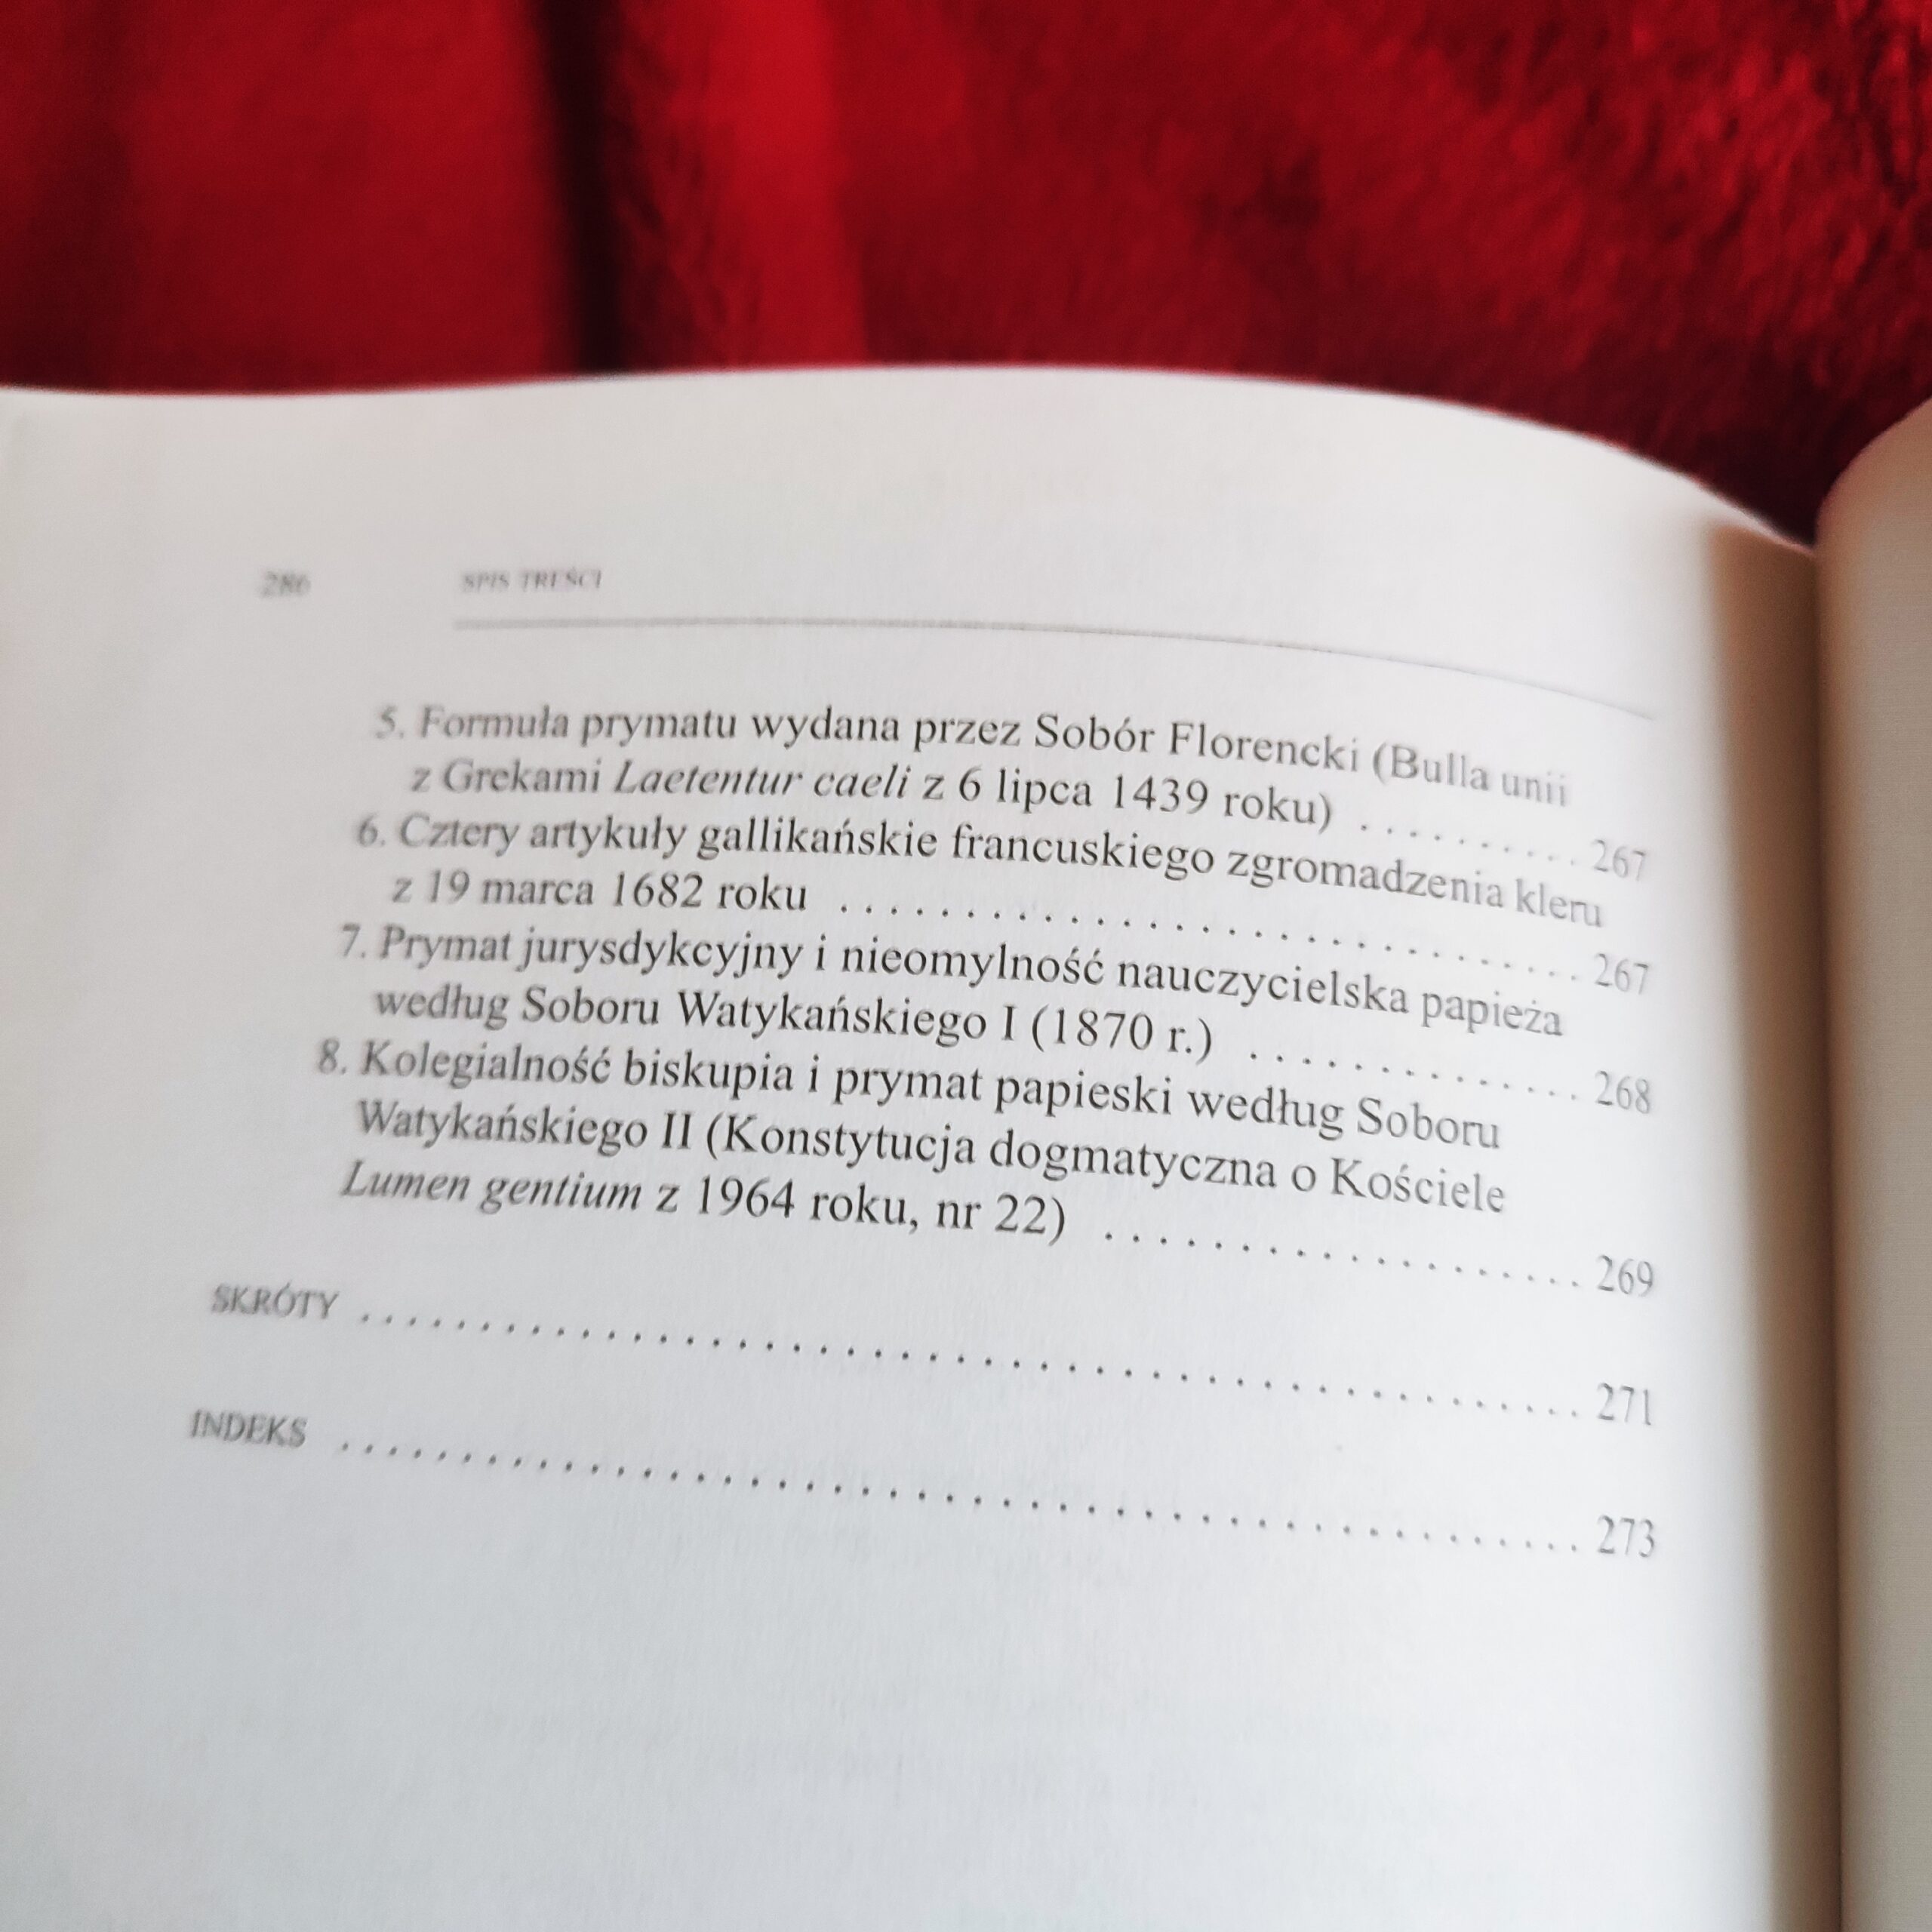 286 SPIS TREŚCI
5. Formuła prymatu wydana przez Sobór Florencki (Bulla unii
z Grekami Laetentur caeli z 6 lipca 1439 roku) . . . . . . . . . . 267
6. Cztery artykuły gallikańskie francuskiego zgromadzenia kleru
z 19 marca 1682 roku . . . . . . . . . . . . . . . . . . . . . . . . . . . . . 267
7. Prymat jurysdykcyjny i nieomylność nauczycielska papieża
według Soboru Watykańskiego I (1870 r.) . . . . . . . . . . . . . 268
8. Kolegialność biskupia i prymat papieski według Soboru
Watykańskiego II (Konstytucja dogmatyczna o Kościele
Lumen gentium z 1964 roku, nr 22) . . . . . . . . . . . . . . . . . . 269
SKRÓTY . . . . . . . . . . . . . . . . . . . . . . . . . . . . . . . . . . . . . . . . . . . . . . 271
INDEKS . . . . . . . . . . . . . . . . . . . . . . . . . . . . . . . . . . . . . . . . . . . . . . 273